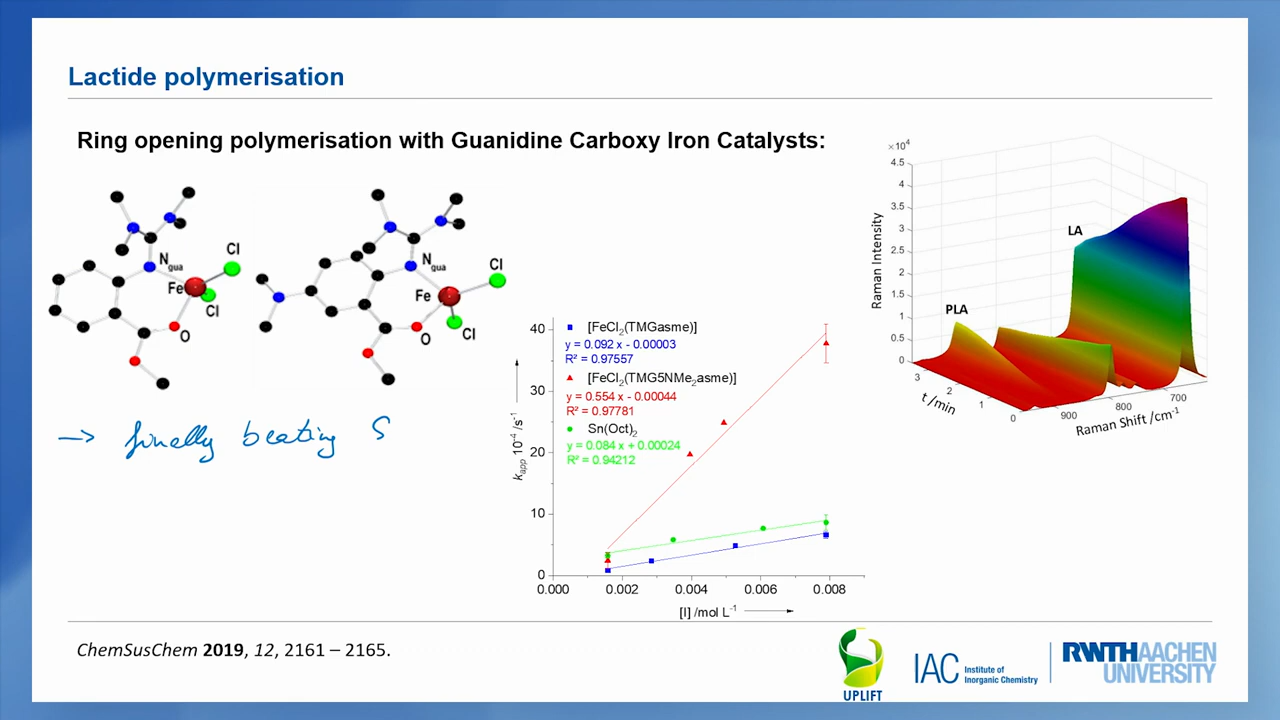 Lactide polymerisation
Ring opening polymerisation with Guanidine Carboxy Iron Catalysts:
N gua
Fe
Cl
Cl
O
N gua
Fe
Cl
Cl
O
→ finally beating S
[FeCl2(TMGasme)]
y = 0.092 x - 0.00003
R² = 0.97557
[FeCl2(TMG5NMe2asme)]
y = 0.554 x - 0.00044
R² = 0.97781
Sn(Oct)2
y = 0.084 x + 0.00024
R² = 0.94212
kapp 10⁻⁴ /s⁻¹
40
30
20
10
0
0.000 0.002 0.004 0.006 0.008
[I] /mol L⁻¹
×10⁴
4.5
4
3.5
3
2.5
2
1.5
1
0.5
0
Raman Intensity
LA
PLA
3 2 1 0
t /min
900 800 700
Raman Shift /cm⁻¹
ChemSusChem 2019, 12, 2161 – 2165.
UPLIFT
IAC Institute of
Inorganic Chemistry
RWTH AACHEN
UNIVERSITY